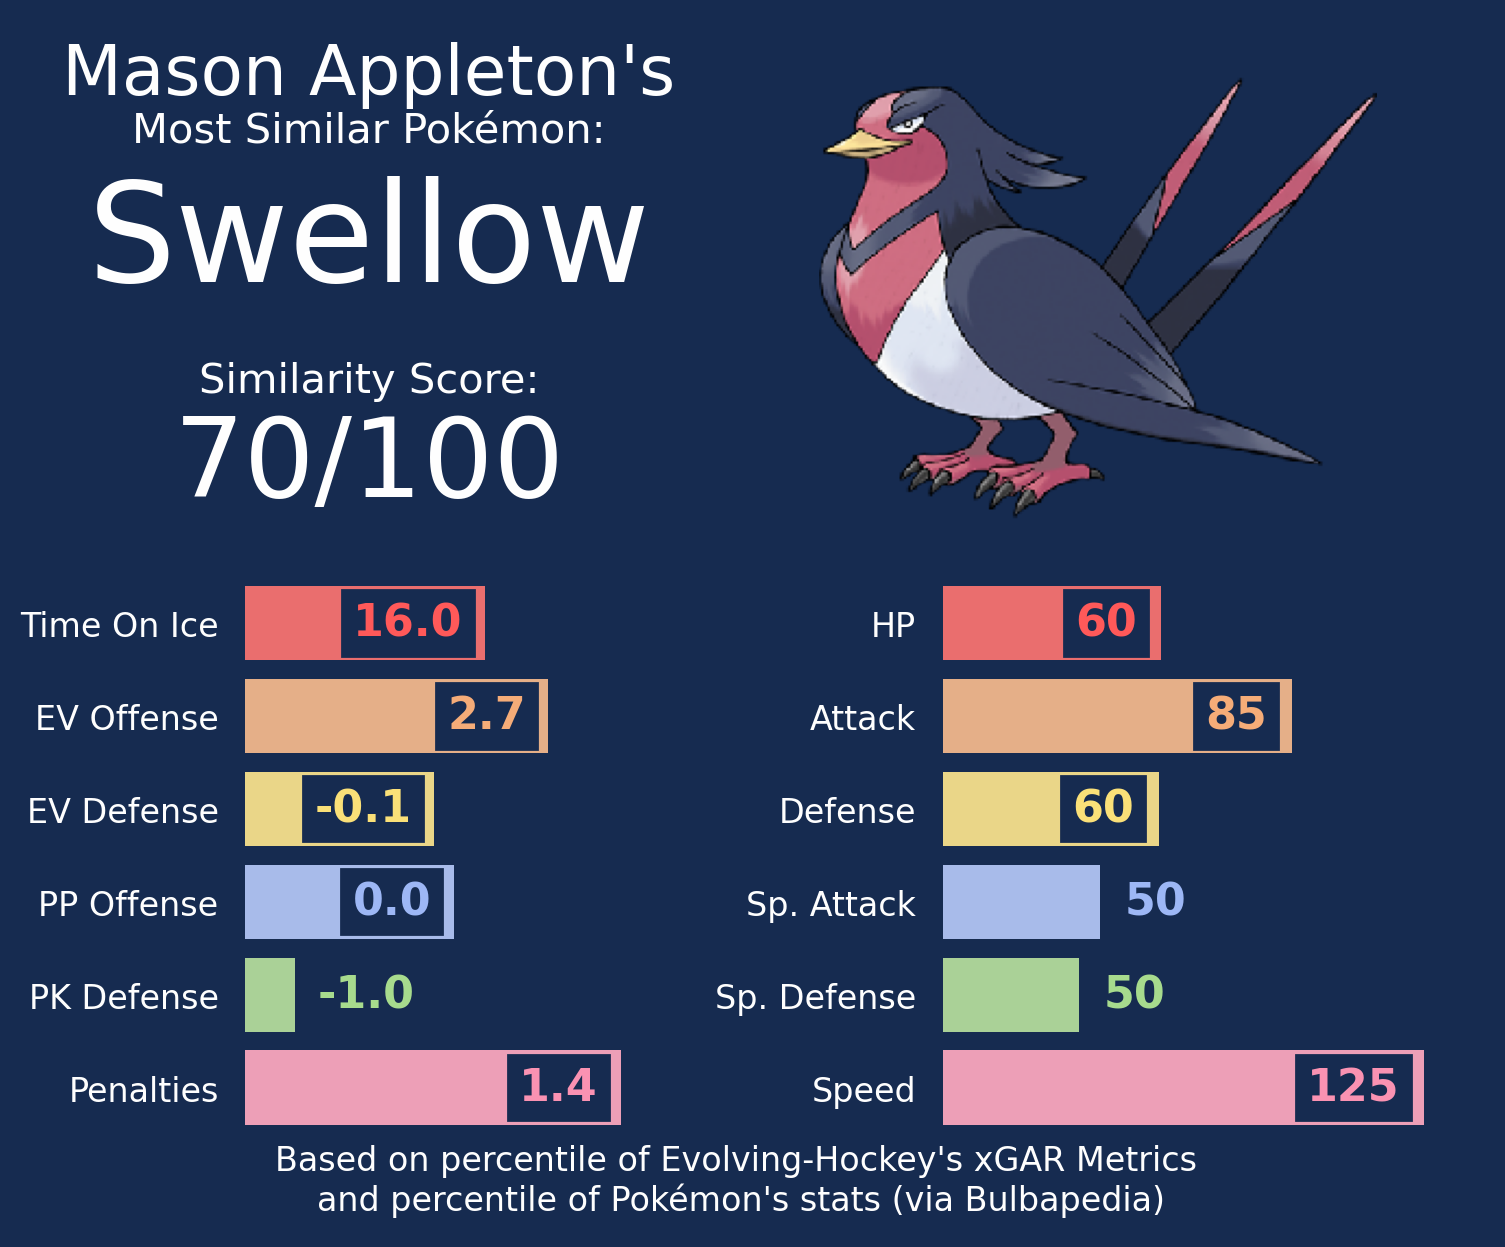 Mason Appleton's
Most Similar Pokémon:
Swellow
Similarity Score:
70/100
Time On Ice 16.0
EV Offense 2.7
EV Defense -0.1
PP Offense 0.0
PK Defense -1.0
Penalties 1.4
HP 60
Attack 85
Defense 60
Sp. Attack 50
Sp. Defense 50
Speed 125
Based on percentile of Evolving-Hockey's xGAR Metrics
and percentile of Pokémon's stats (via Bulbapedia)